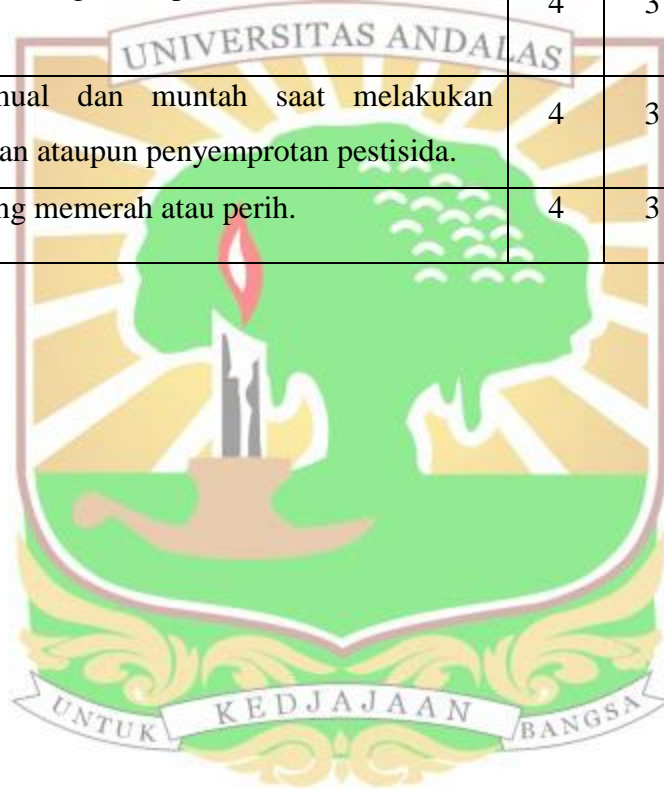 4 3
UNIVERSITAS ANDALAS
nual dan muntah saat melakukan 4 3
an ataupun penyemprotan pestisida.
ng memerah atau perih. 4 3
UNTUK KEDJAJAAN BANGSA